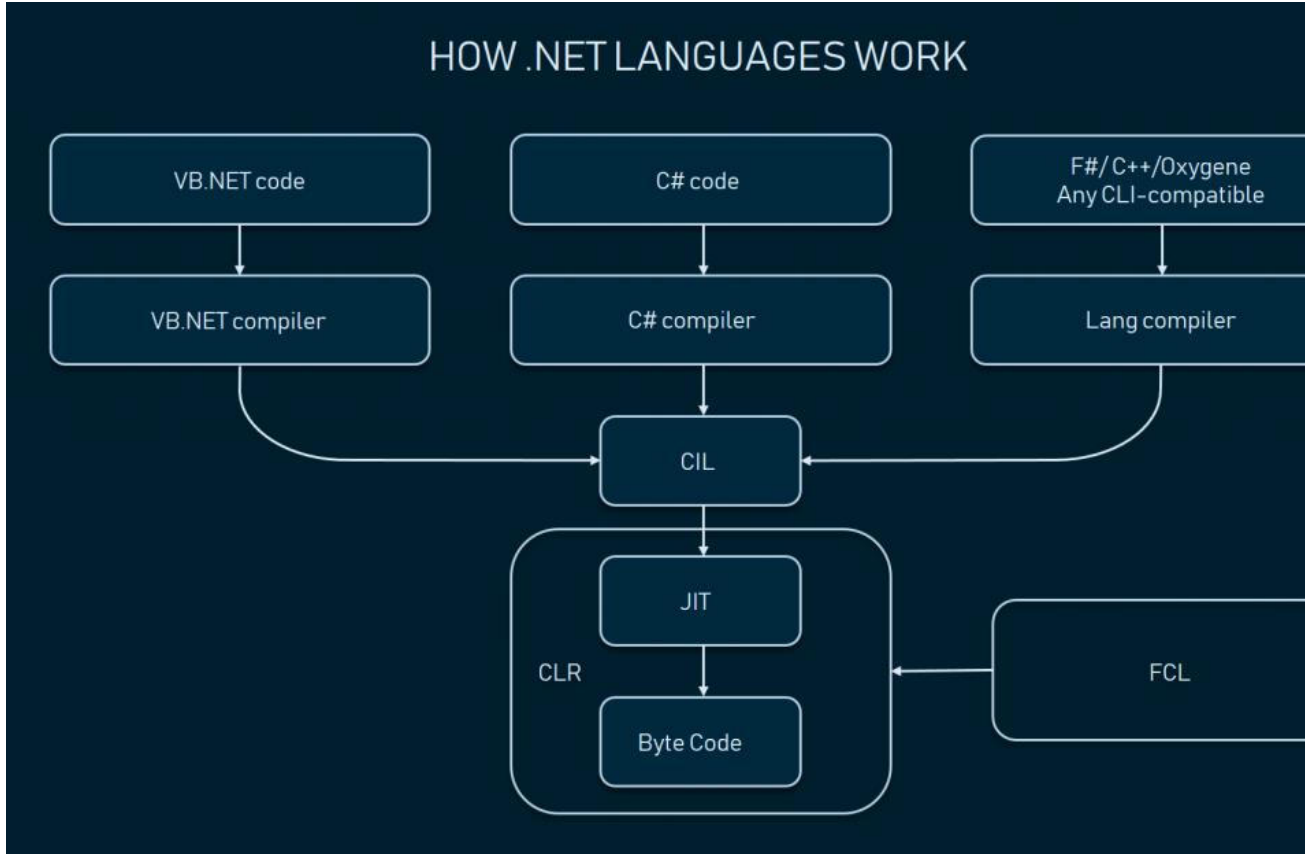 HOW .NET LANGUAGES WORK
VB.NET code
C# code
F#/ C++/Oxygene
Any CLI-compatible
VB.NET compiler
C# compiler
Lang compiler
CIL
JIT
CLR
FCL
Byte Code